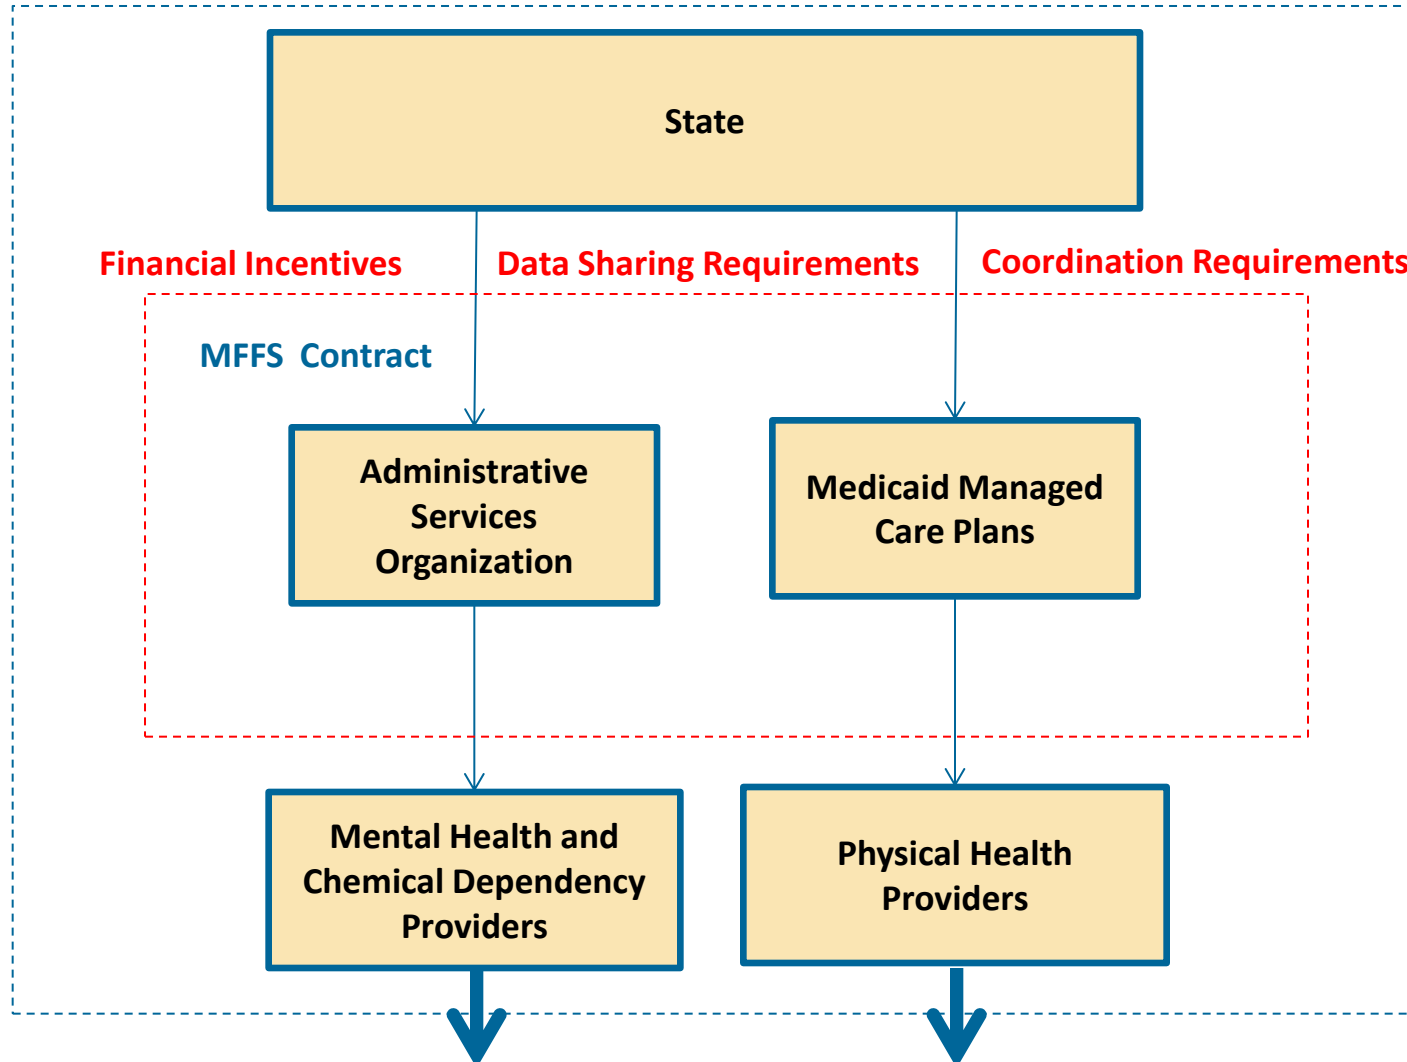 State
Financial Incentives
Data Sharing Requirements
Coordination Requirements
MFFS Contract
Administrative
Services
Organization
Medicaid Managed
Care Plans
Mental Health and
Chemical Dependency
Providers
Physical Health
Providers